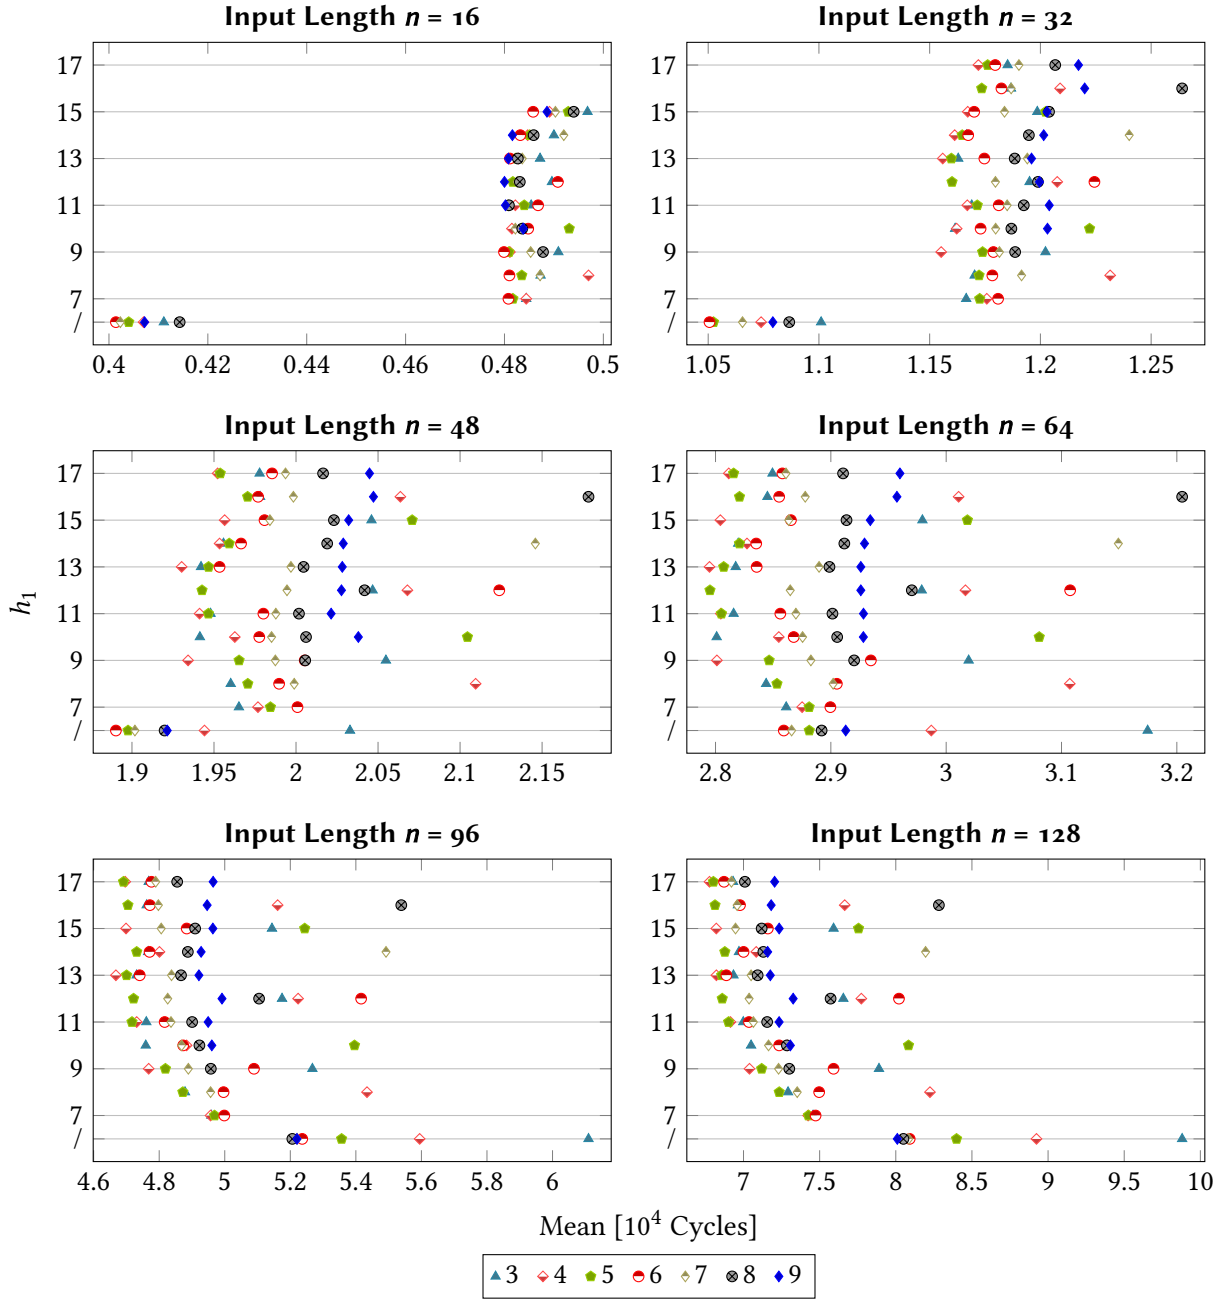 Input Length n = 16
Input Length n = 32
17
15
13
11
9
7
/
0.4 0.42 0.44 0.46 0.48 0.5
17
15
13
11
9
7
/
1.05 1.1 1.15 1.2 1.25
Input Length n = 48
Input Length n = 64
h₁
17
15
13
11
9
7
/
1.9 1.95 2 2.05 2.1 2.15
17
15
13
11
9
7
/
2.8 2.9 3 3.1 3.2
Input Length n = 96
Input Length n = 128
17
15
13
11
9
7
/
4.6 4.8 5 5.2 5.4 5.6 5.8 6
17
15
13
11
9
7
/
7 7.5 8 8.5 9 9.5 10
Mean [10⁴ Cycles]
3 4 5 6 7 8 9